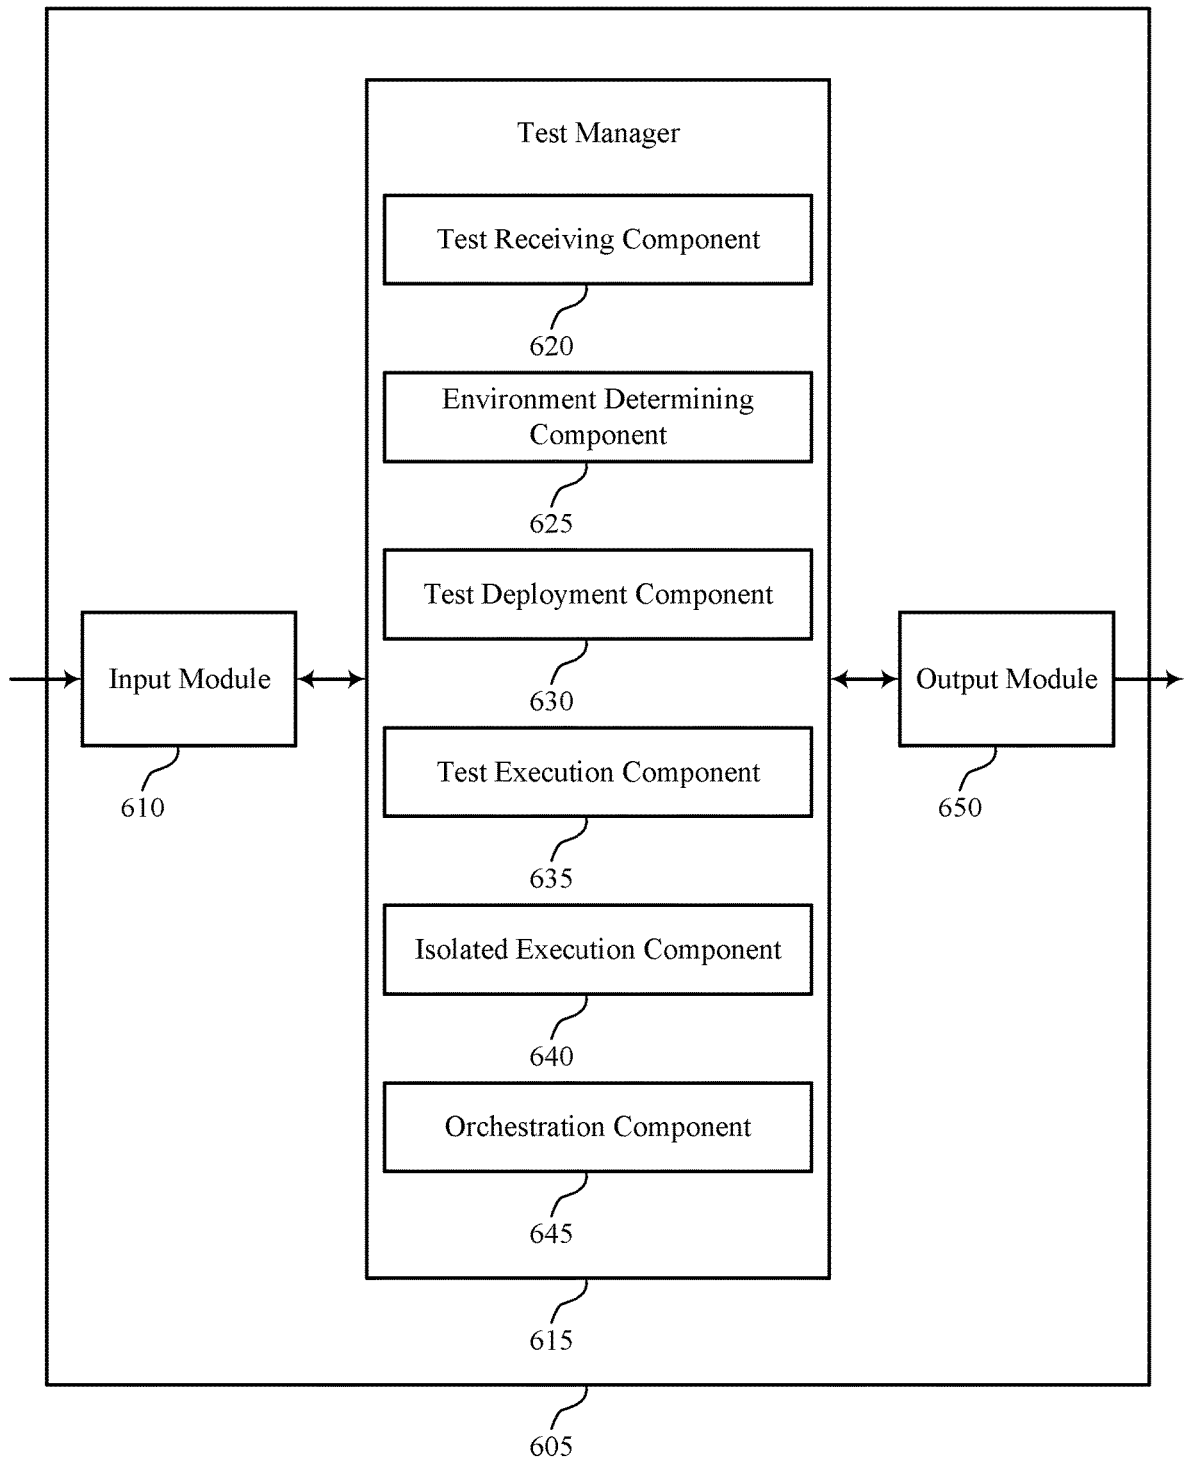 Test Manager
Test Receiving Component
620
Environment Determining
Component
625
Test Deployment Component
630
Input Module
610
Output Module
650
Test Execution Component
635
Isolated Execution Component
640
Orchestration Component
645
615
605